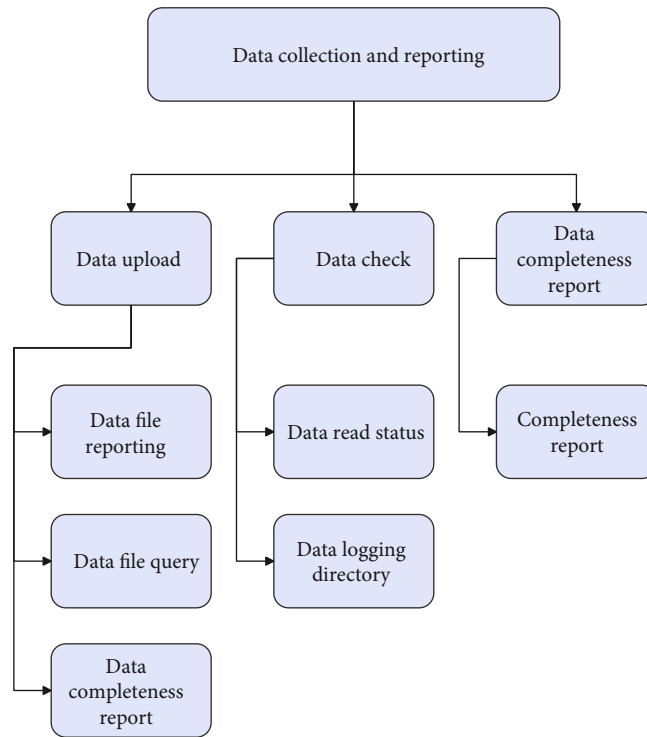 Data collection and reporting
Data upload
Data check
Data
completeness
report
Data file
reporting
Data read status
Completeness
report
Data file query
Data logging
directory
Data
completeness
report